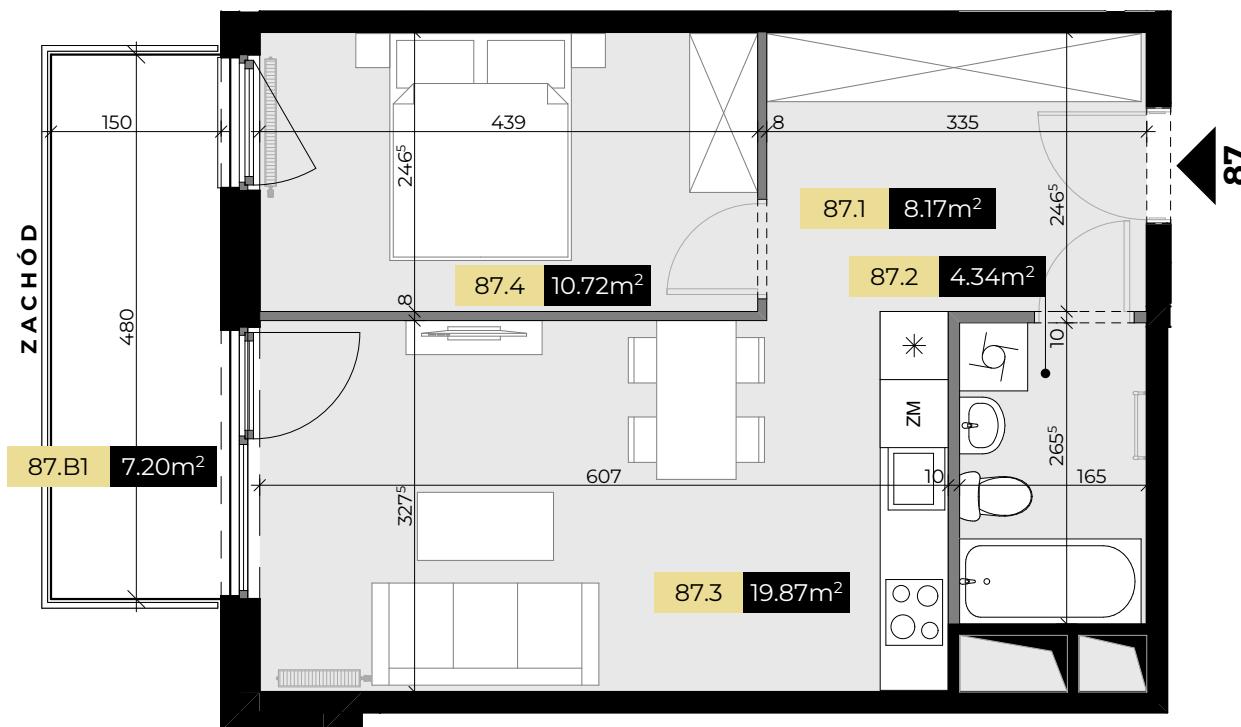 150
439
8
335
246⁵
246⁵
87
87.1 8.17m²
87.2 4.34m²
87.4 10.72m²
ZACHÓD
480
8
10
ZM
265⁵
87.B1 7.20m²
607
10
165
327⁵
87.3 19.87m²